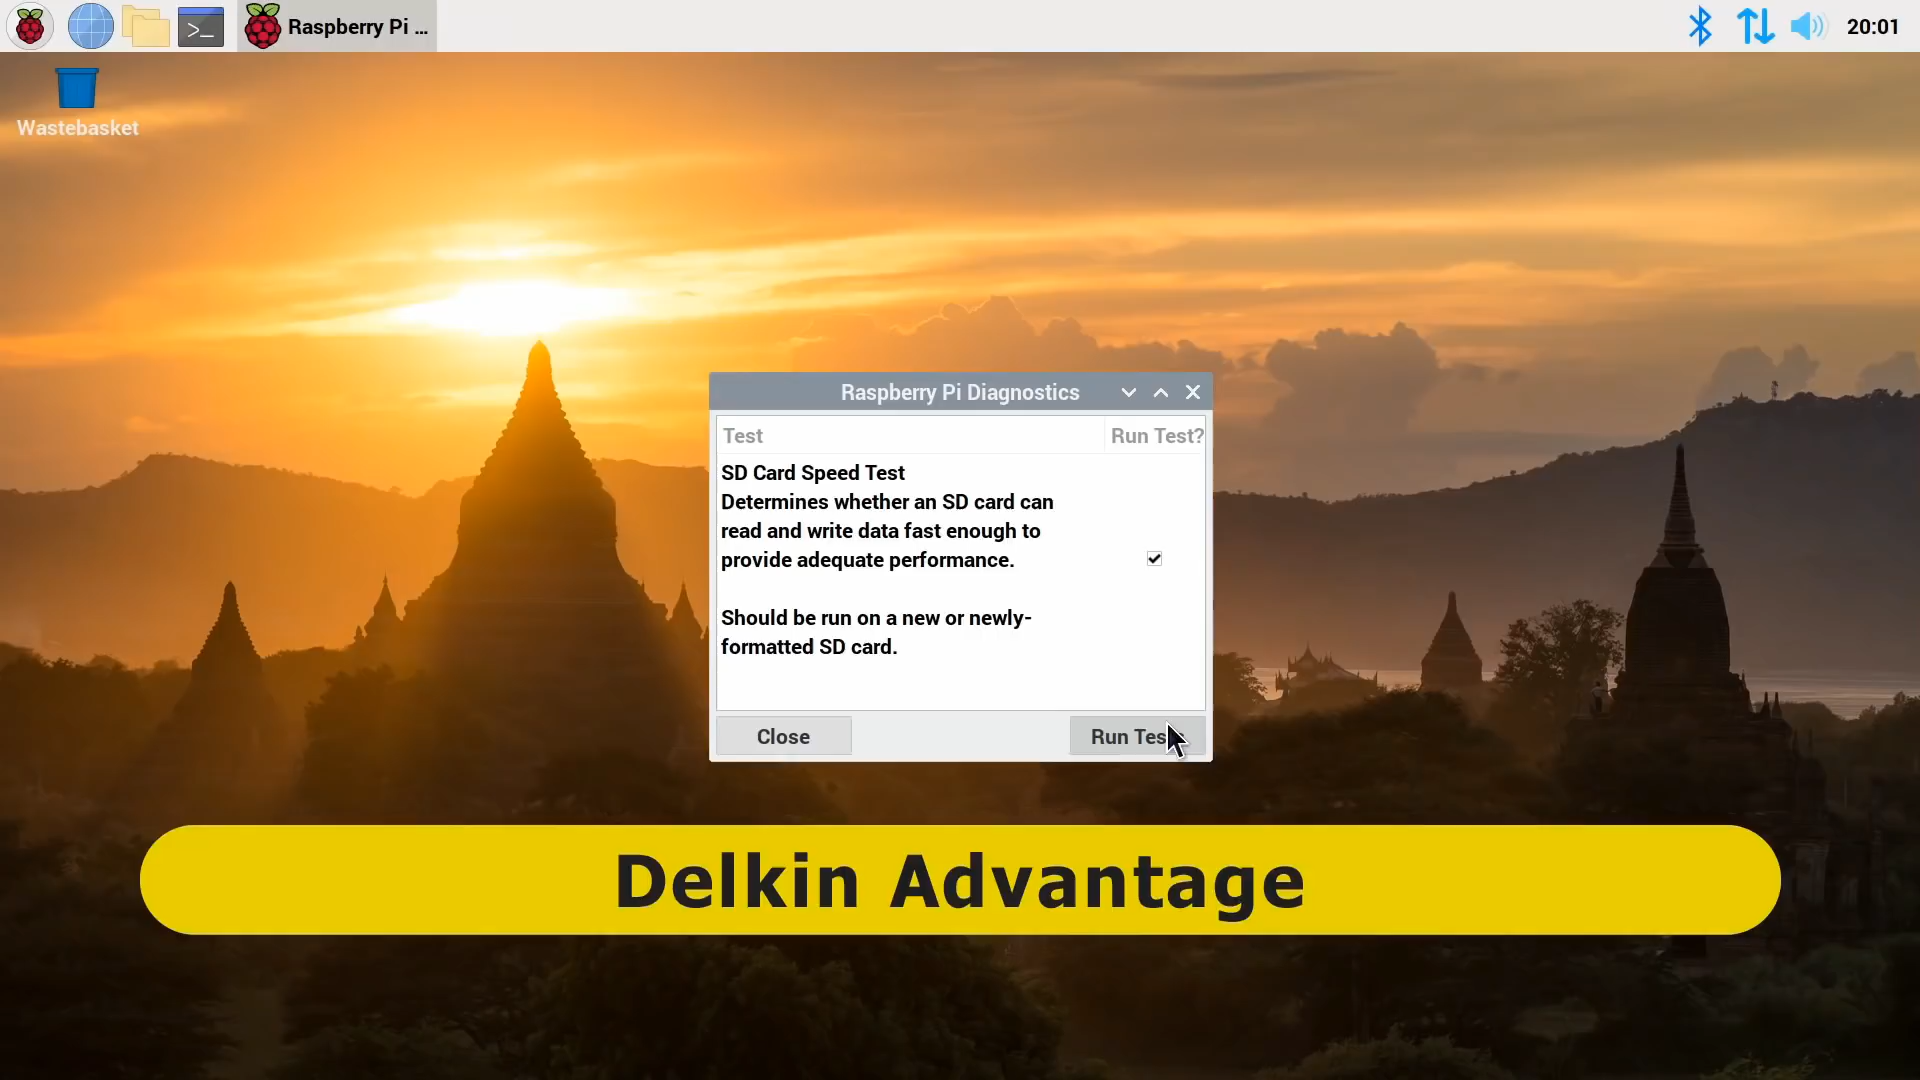 Raspberry Pi ...
20:01
Wastebasket
Raspberry Pi Diagnostics
Test
Run Test?
SD Card Speed Test
Determines whether an SD card can
read and write data fast enough to
provide adequate performance.
Should be run on a new or newly-
formatted SD card.
Close
Run Tests
Delkin Advantage